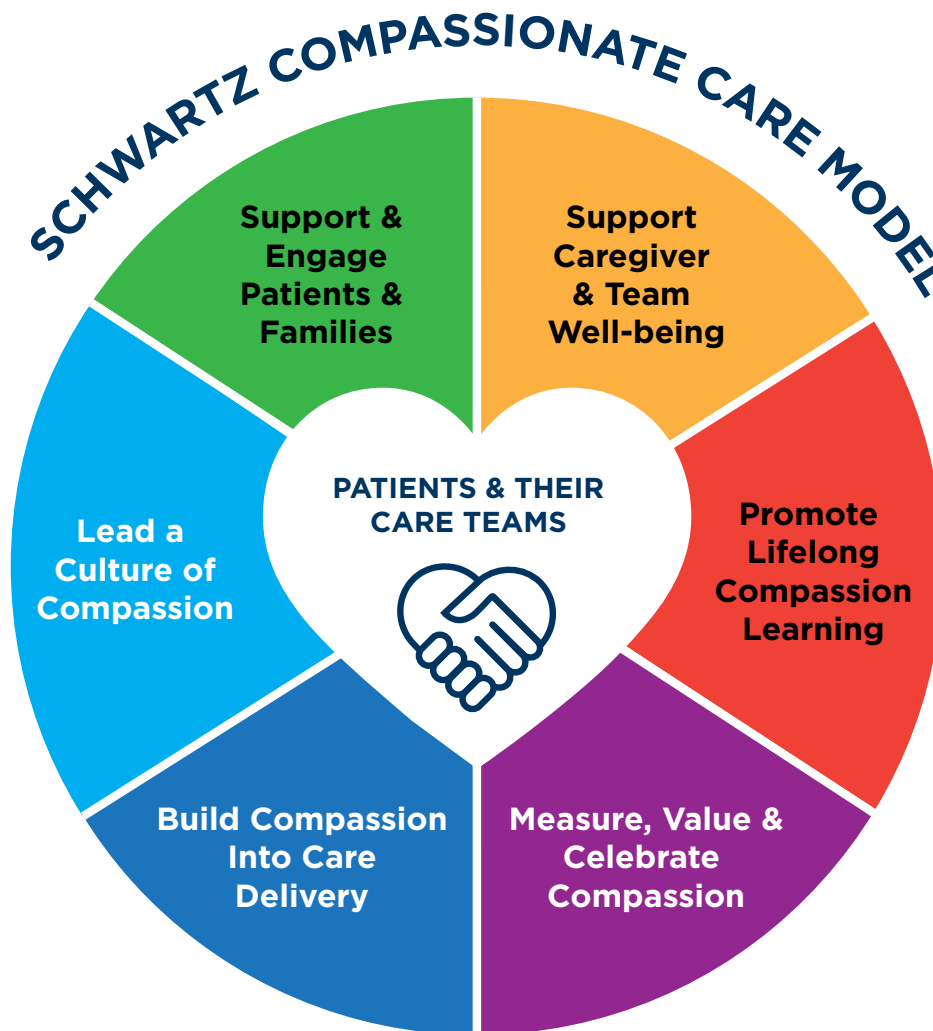 SCHWARTZ COMPASSIONATE CARE MODEL
Support &
Engage
Patients &
Families
Support
Caregiver
& Team
Well-being
PATIENTS & THEIR
CARE TEAMS
Lead a
Culture of
Compassion
Promote
Lifelong
Compassion
Learning
Build Compassion
Into Care
Delivery
Measure, Value &
Celebrate
Compassion